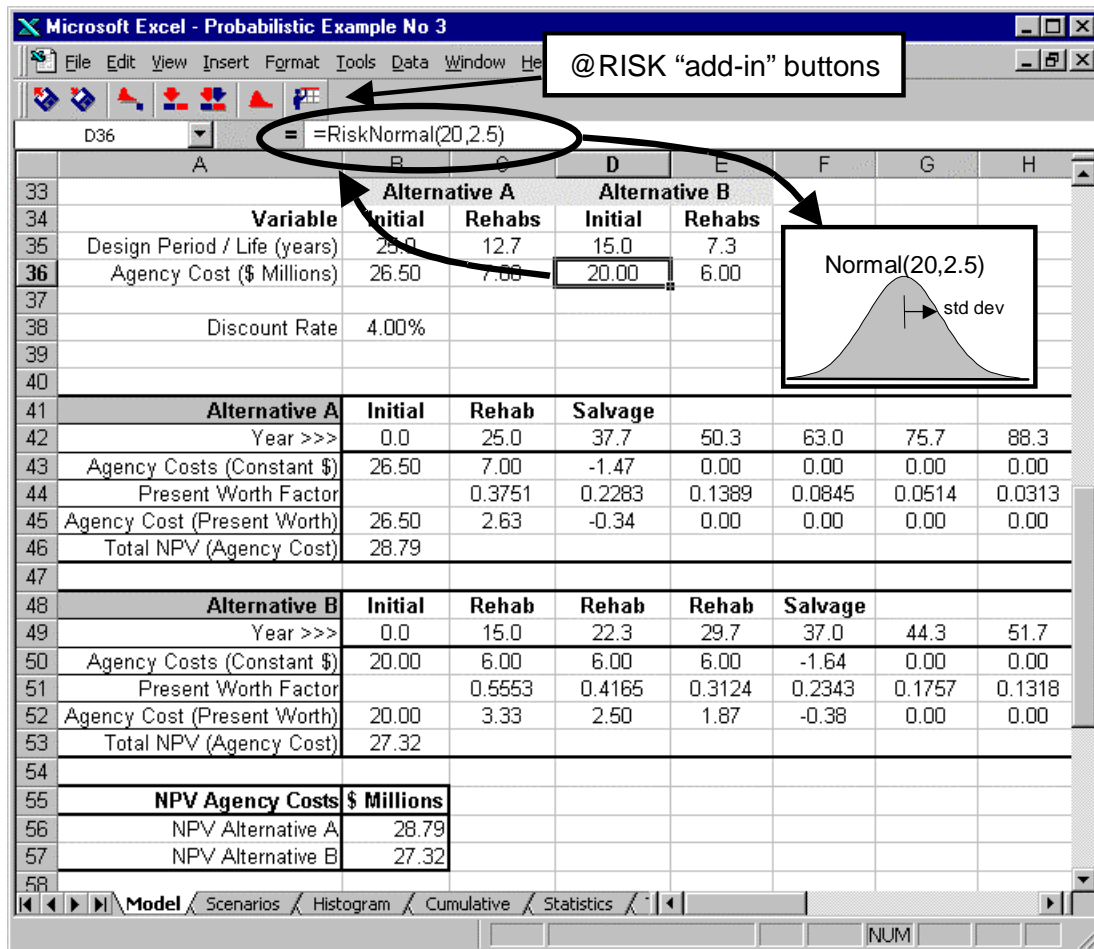 Microsoft Excel - Probabilistic Example No 3
File Edit View Insert Format Tools Data Window He
@RISK “add-in” buttons
D36 = =RiskNormal(20,2.5)
A B C D E F G H
33 Alternative A Alternative B
34 Variable Initial Rehabs Initial Rehabs
35 Design Period / Life (years) 25.0 12.7 15.0 7.3
36 Agency Cost ($ Millions) 26.50 7.00 20.00 6.00
Normal(20,2.5)
std dev
37
38 Discount Rate 4.00%
39
40
41 Alternative A Initial Rehab Salvage
42 Year >>> 0.0 25.0 37.7 50.3 63.0 75.7 88.3
43 Agency Costs (Constant $) 26.50 7.00 -1.47 0.00 0.00 0.00 0.00
44 Present Worth Factor 0.3751 0.2283 0.1389 0.0845 0.0514 0.0313
45 Agency Cost (Present Worth) 26.50 2.63 -0.34 0.00 0.00 0.00 0.00
46 Total NPV (Agency Cost) 28.79
47
48 Alternative B Initial Rehab Rehab Rehab Salvage
49 Year >>> 0.0 15.0 22.3 29.7 37.0 44.3 51.7
50 Agency Costs (Constant $) 20.00 6.00 6.00 6.00 -1.64 0.00 0.00
51 Present Worth Factor 0.5553 0.4165 0.3124 0.2343 0.1757 0.1318
52 Agency Cost (Present Worth) 20.00 3.33 2.50 1.87 -0.38 0.00 0.00
53 Total NPV (Agency Cost) 27.32
54
55 NPV Agency Costs $ Millions
56 NPV Alternative A 28.79
57 NPV Alternative B 27.32
58
Model Scenarios Histogram Cumulative Statistics
NUM